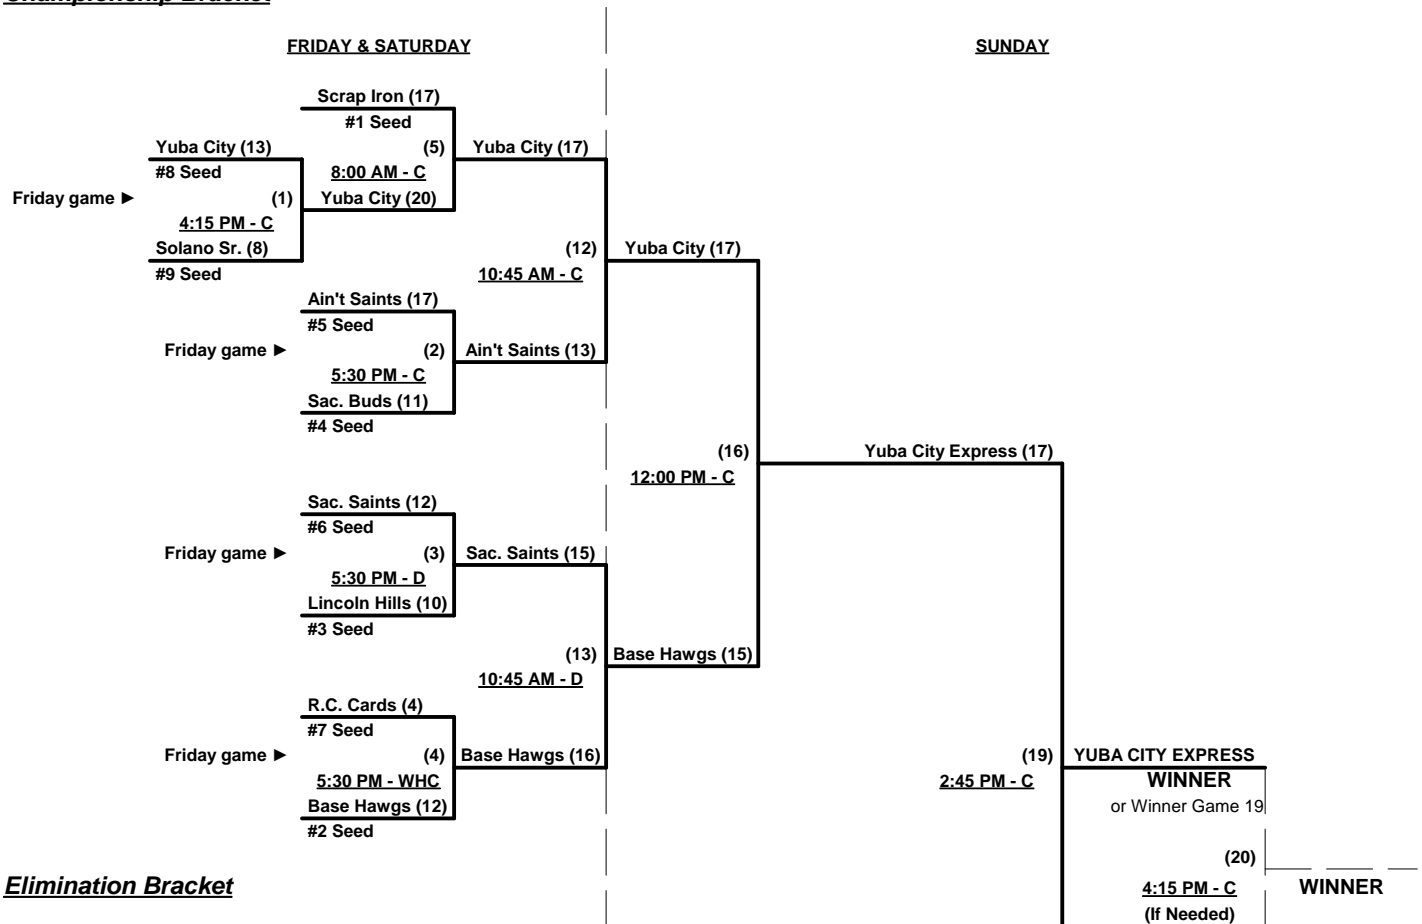 Championship Bracket
FRIDAY & SATURDAY
SUNDAY
Scrap Iron (17)
#1 Seed
Yuba City (13)
(5)
Yuba City (17)
#8 Seed
8:00 AM - C
Friday game ►
(1)
Yuba City (20)
4:15 PM - C
Solano Sr. (8)
(12)
Yuba City (17)
#9 Seed
10:45 AM - C
Ain't Saints (17)
#5 Seed
Friday game ►
(2)
Ain't Saints (13)
5:30 PM - C
Sac. Buds (11)
#4 Seed
(16)
Yuba City Express (17)
12:00 PM - C
Sac. Saints (12)
#6 Seed
Friday game ►
(3)
Sac. Saints (15)
5:30 PM - D
Lincoln Hills (10)
#3 Seed
(13)
Base Hawgs (15)
10:45 AM - D
R.C. Cards (4)
#7 Seed
Friday game ►
(4)
Base Hawgs (16)
(19)
YUBA CITY EXPRESS
5:30 PM - WHC
2:45 PM - C
WINNER
Base Hawgs (12)
or Winner Game 19
#2 Seed
(20)
Elimination Bracket
4:15 PM - C
WINNER
(If Needed)